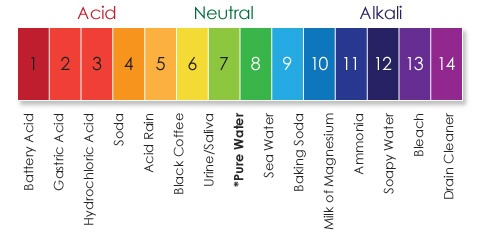 Acid Neutral Alkali
1 2 3 4 5 6 7 8 9 10 11 12 13 14
Battery Acid
Gastric Acid
Hydrochloric Acid
Soda
Acid Rain
Black Coffee
Urine/Saliva
*Pure Water
Sea Water
Baking Soda
Milk of Magnesium
Ammonia
Soapy Water
Bleach
Drain Cleaner